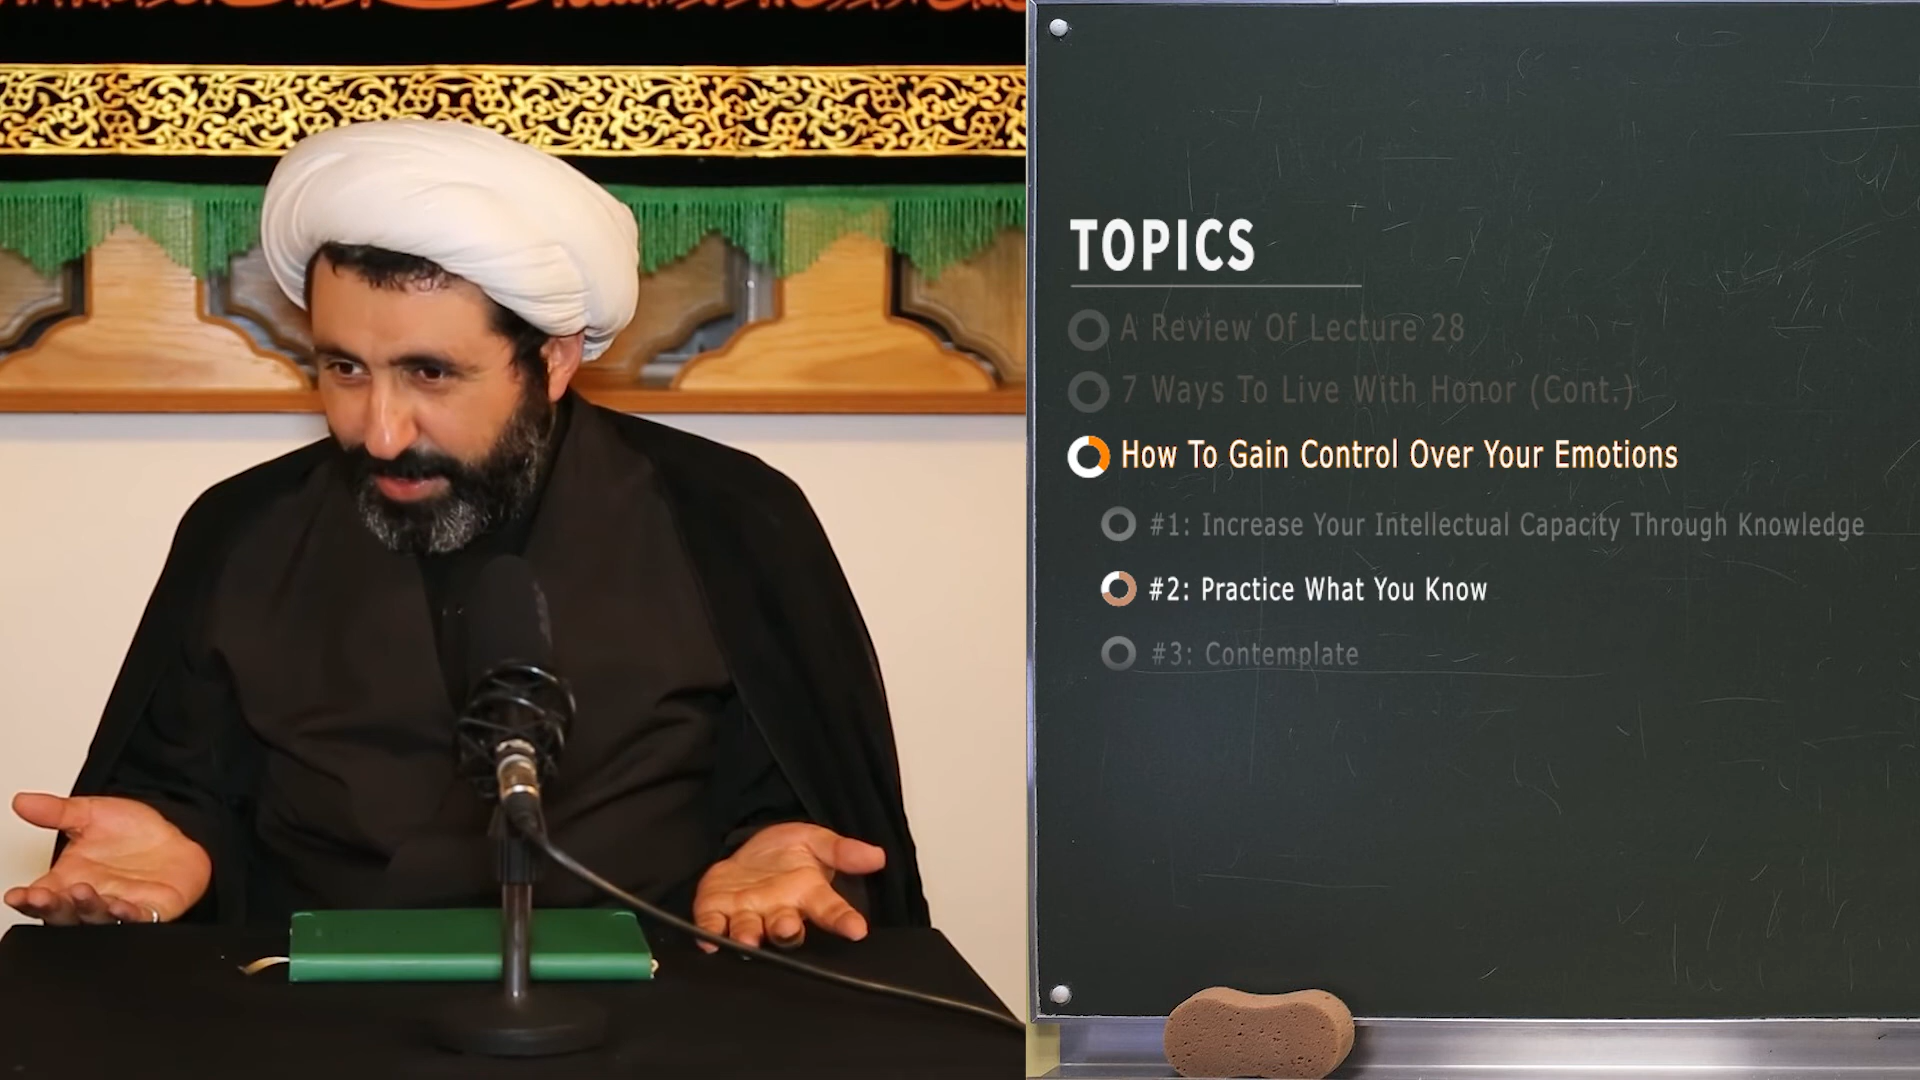 TOPICS
A Review Of Lecture 28
7 Ways To Live With Honor (Cont.)
How To Gain Control Over Your Emotions
#1: Increase Your Intellectual Capacity Through Knowledge
#2: Practice What You Know
#3: Contemplate